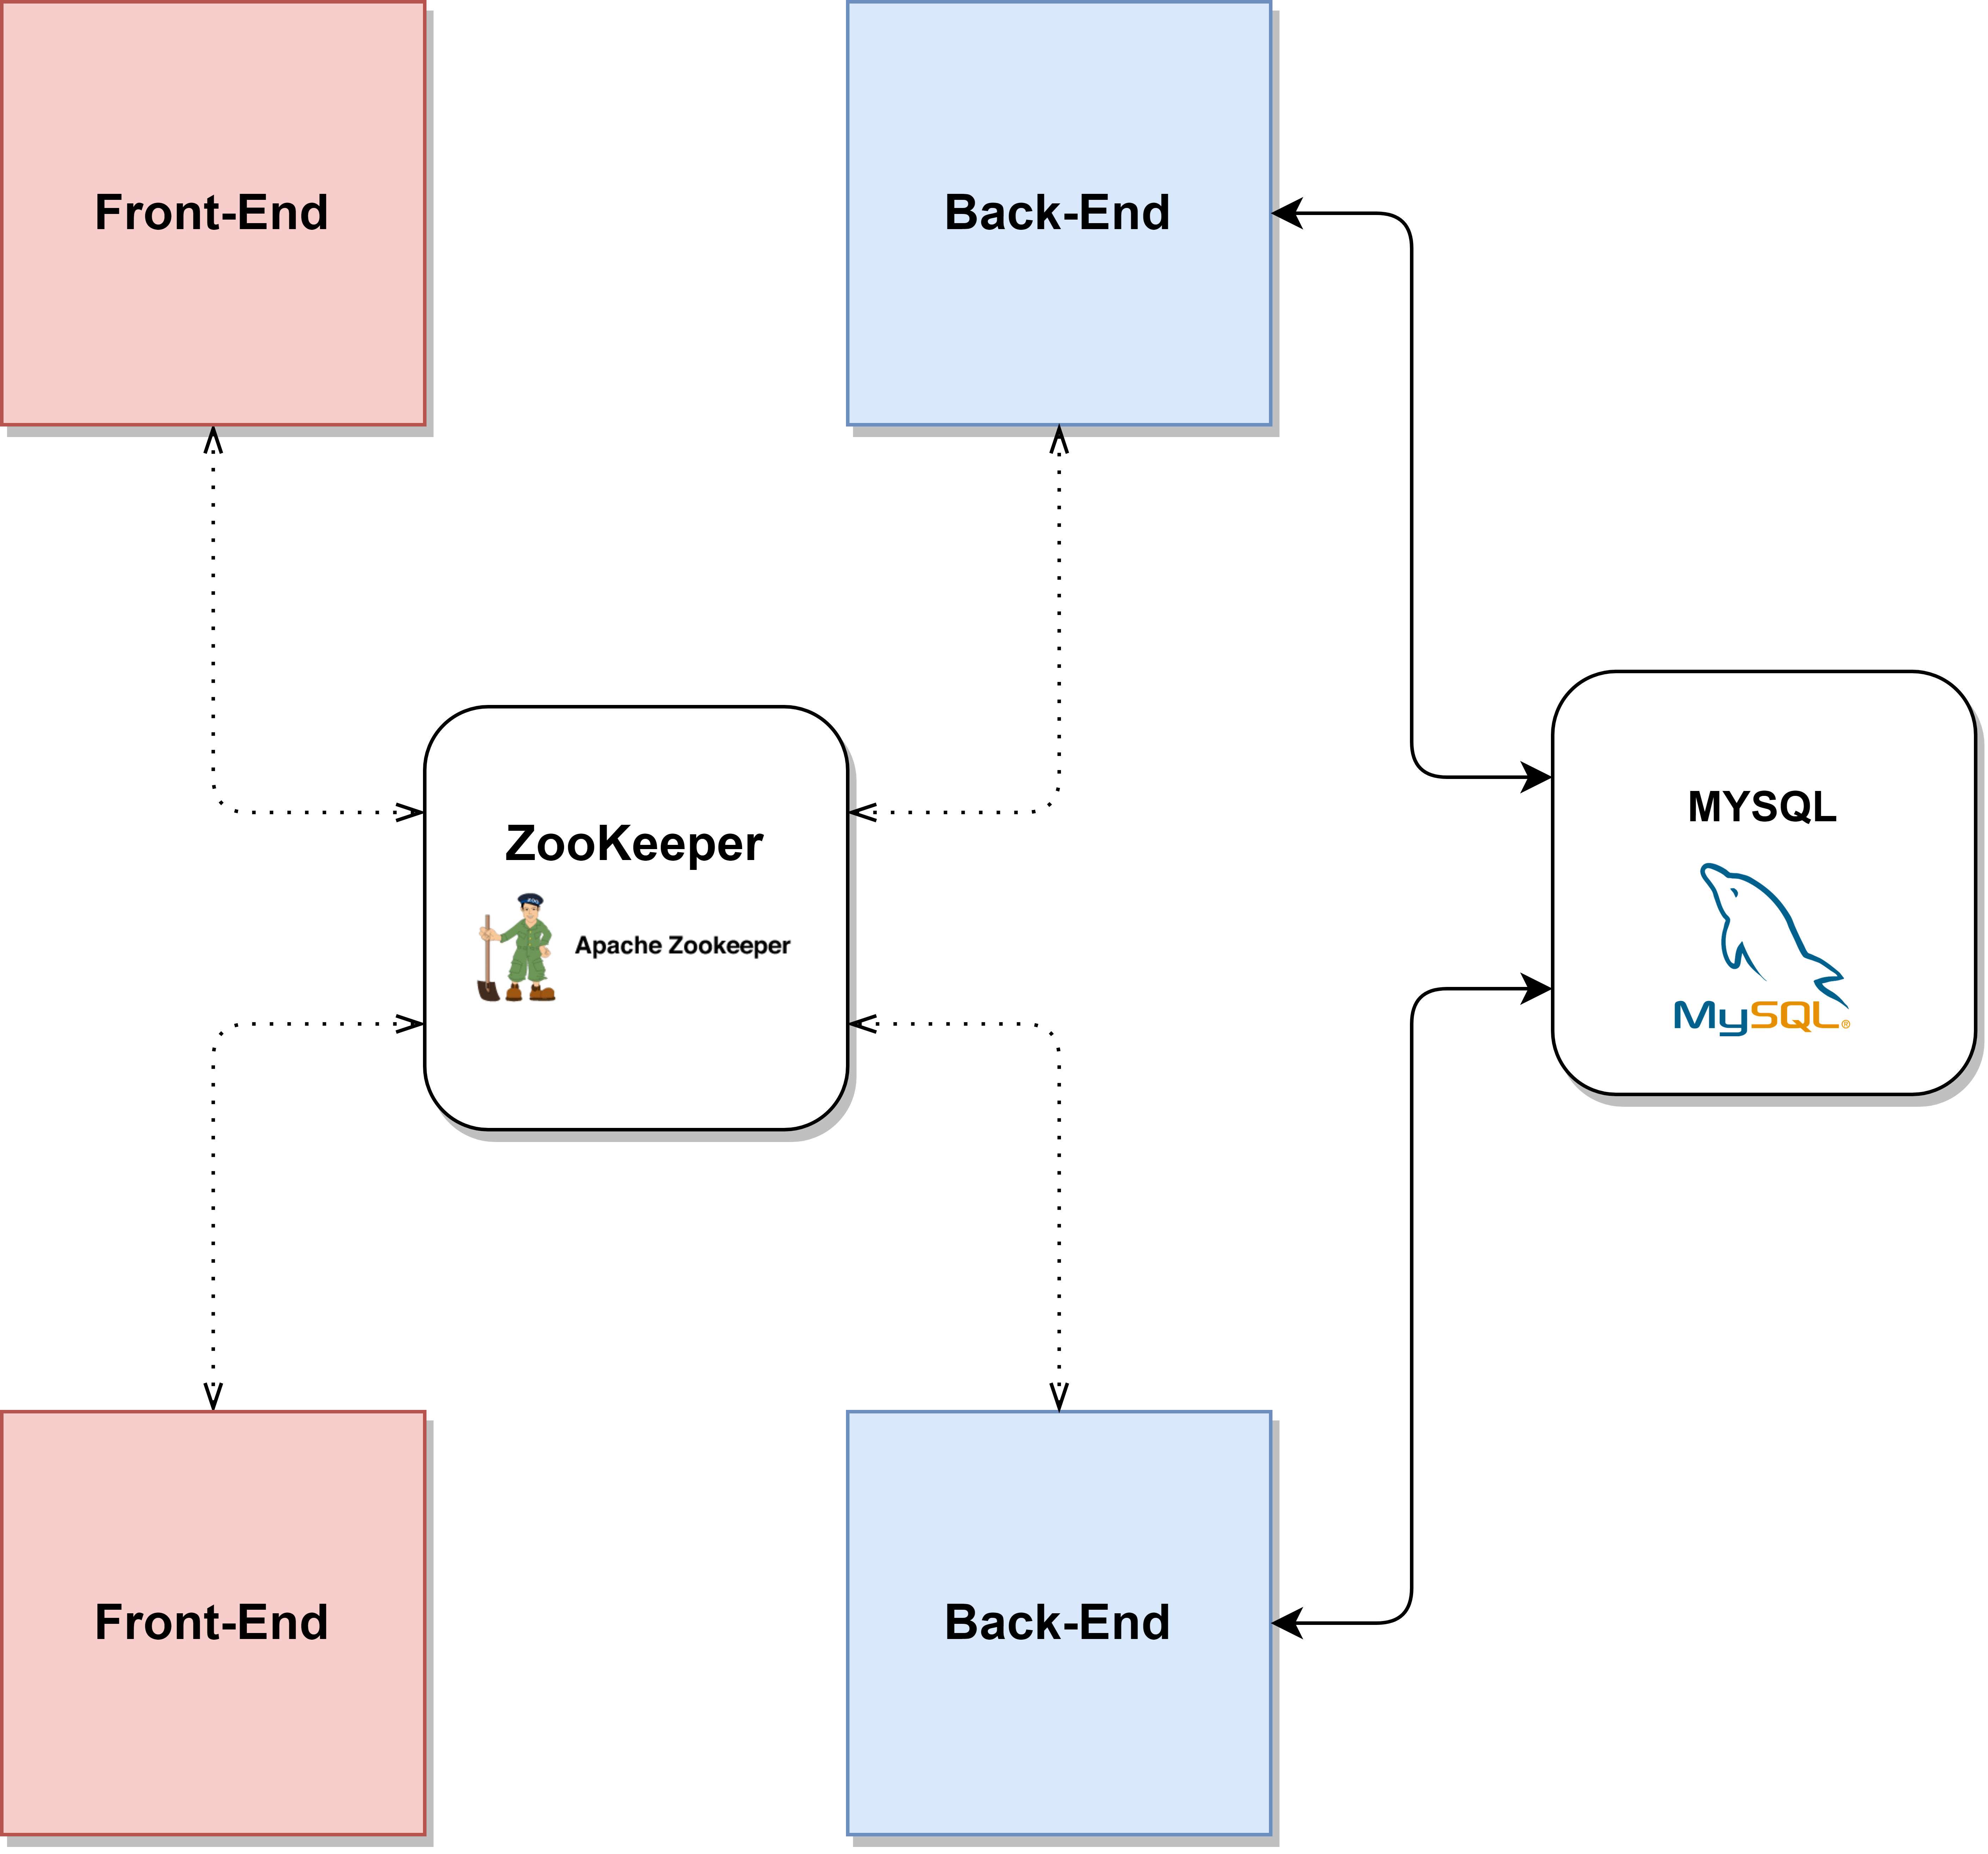 Front-End
Back-End
ZooKeeper
Apache Zookeeper
MYSQL
MySQL®
Front-End
Back-End